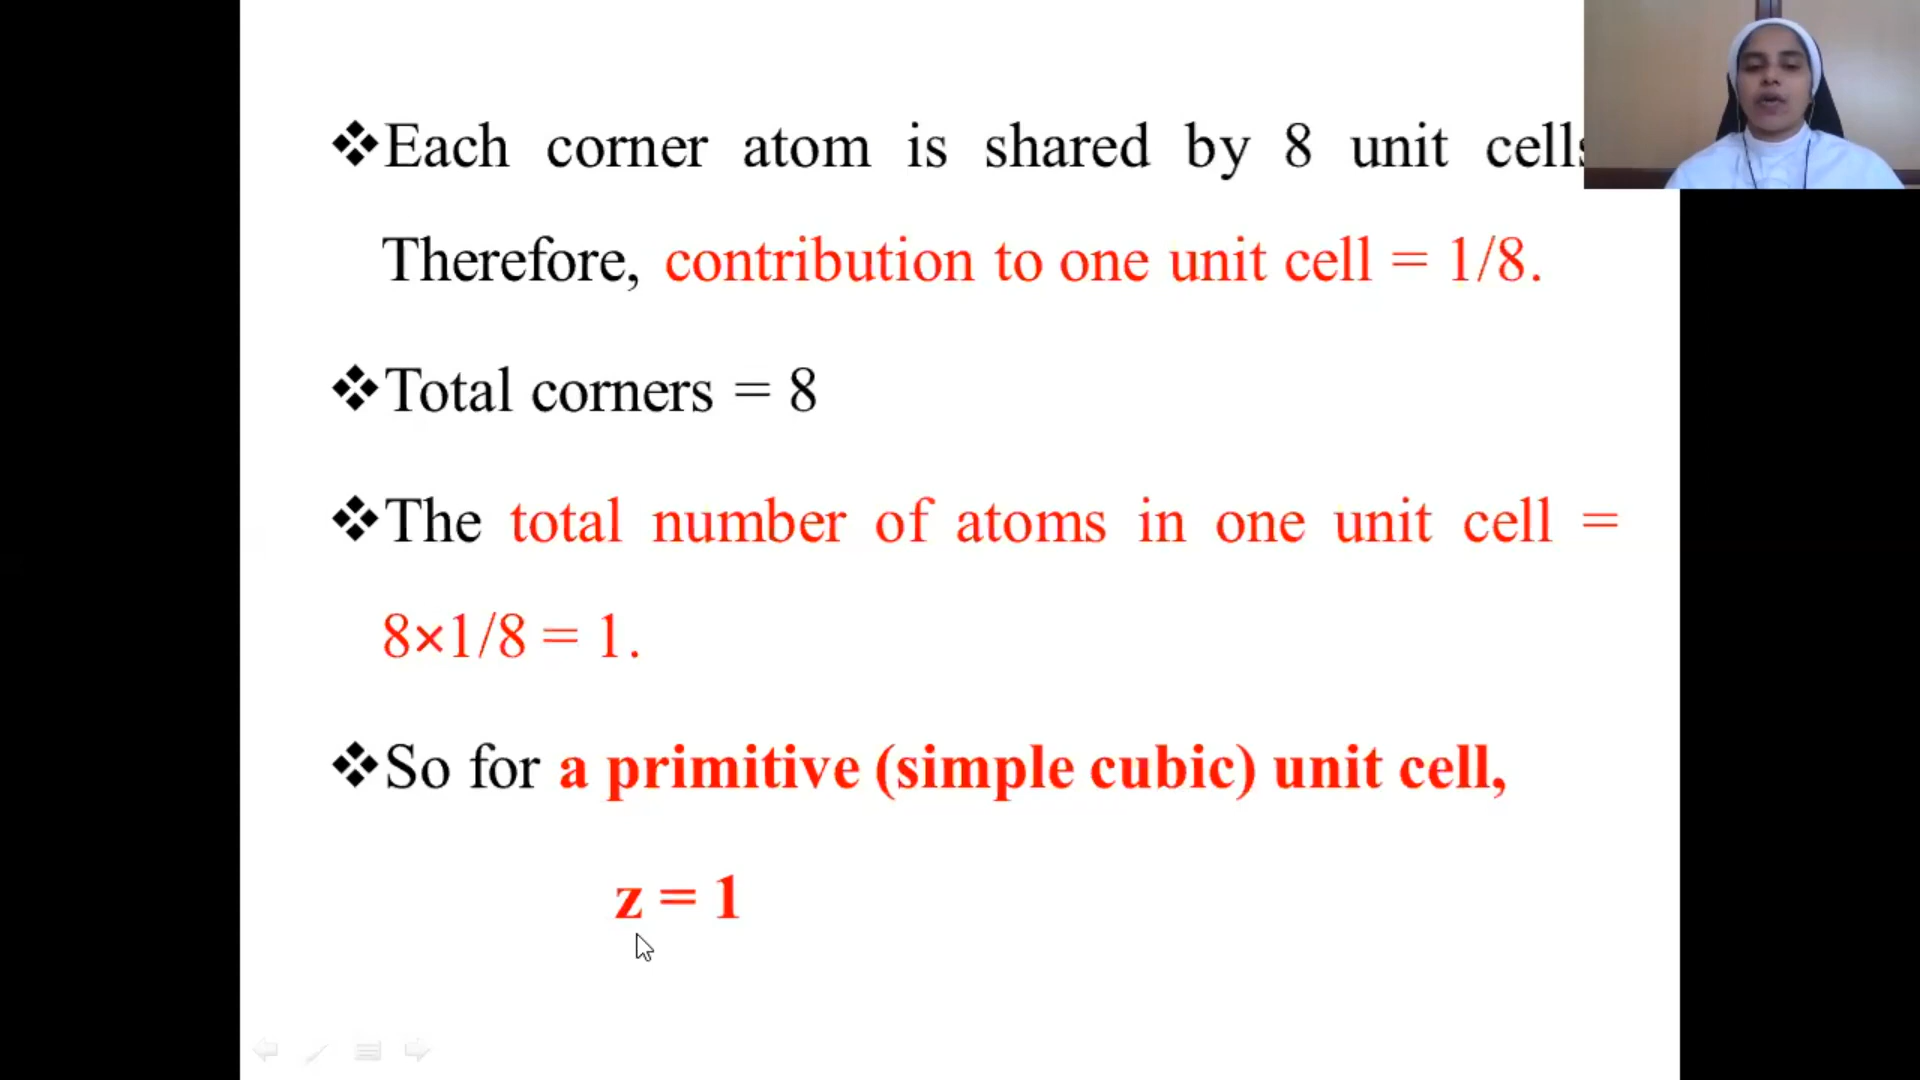 ❖Each corner atom is shared by 8 unit cells
Therefore, contribution to one unit cell = 1/8.
❖Total corners = 8
❖The total number of atoms in one unit cell =
8×1/8 = 1.
❖So for a primitive (simple cubic) unit cell,
z = 1